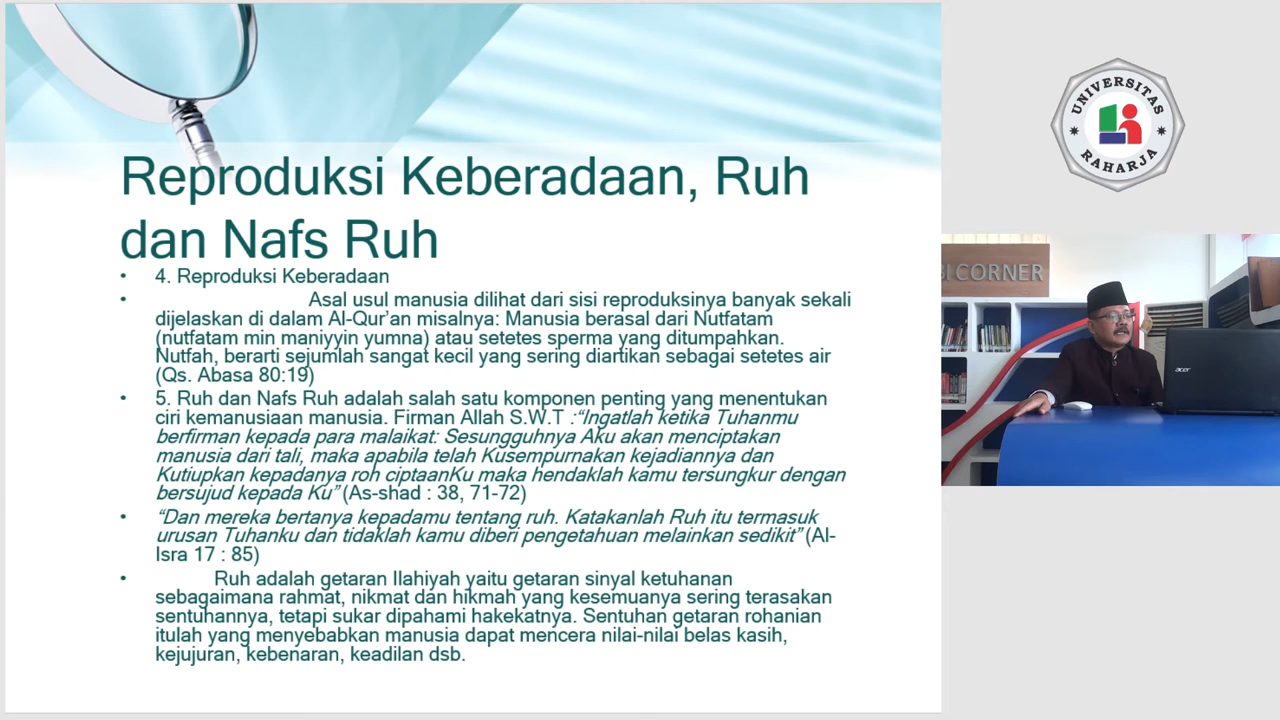 Reproduksi Keberadaan, Ruh
dan Nafs Ruh
• 4. Reproduksi Keberadaan
• Asal usul manusia dilihat dari sisi reproduksinya banyak sekali
dijelaskan di dalam Al-Qur’an misalnya: Manusia berasal dari Nutfatam
(nutfatam min maniyyin yumna) atau setetes sperma yang ditumpahkan.
Nutfah, berarti sejumlah sangat kecil yang sering diartikan sebagai setetes air
(Qs. Abasa 80:19)
• 5. Ruh dan Nafs Ruh adalah salah satu komponen penting yang menentukan
ciri kemanusiaan manusia. Firman Allah S.W.T :“Ingatlah ketika Tuhanmu
berfirman kepada para malaikat: Sesungguhnya Aku akan menciptakan
manusia dari tali, maka apabila telah Kusempurnakan kejadiannya dan
Kutiupkan kepadanya roh ciptaanKu maka hendaklah kamu tersungkur dengan
bersujud kepada Ku” (As-shad : 38, 71-72)
• “Dan mereka bertanya kepadamu tentang ruh. Katakanlah Ruh itu termasuk
urusan Tuhanku dan tidaklah kamu diberi pengetahuan melainkan sedikit” (Al-
Isra 17 : 85)
• Ruh adalah getaran Ilahiyah yaitu getaran sinyal ketuhanan
sebagaimana rahmat, nikmat dan hikmah yang kesemuanya sering terasakan
sentuhannya, tetapi sukar dipahami hakekatnya. Sentuhan getaran rohanian
itulah yang menyebabkan manusia dapat mencera nilai-nilai belas kasih,
kejujuran, kebenaran, keadilan dsb.
UNIVERSITAS
RAHARJA
BI CORNER
acer